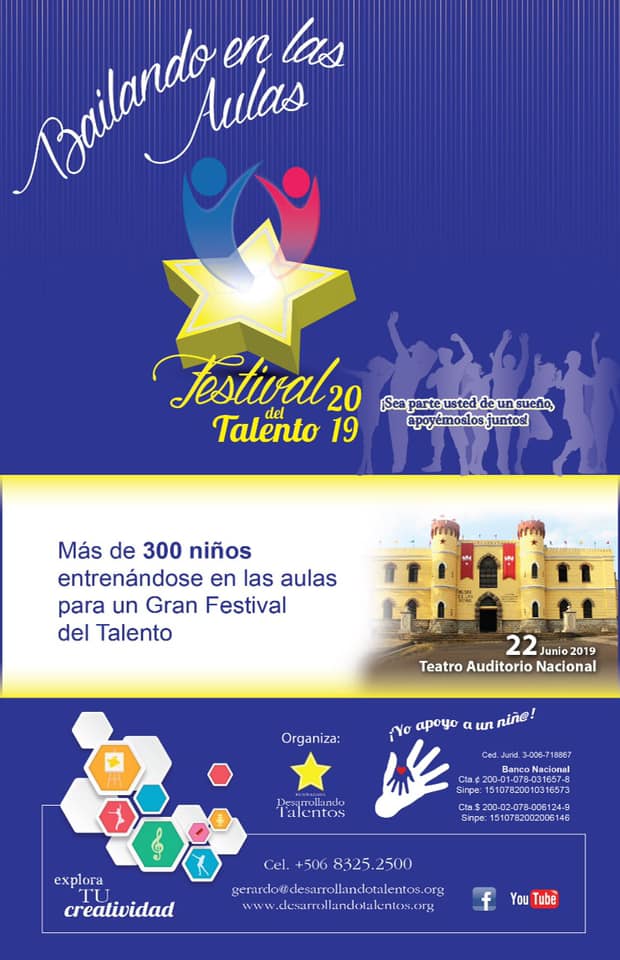 Bailando en las
Aulas
Festival
del
Talento
20
19
¡Sea parte usted de un sueño,
apoyémoslos juntos!
Más de 300 niños
entrenándose en las aulas
para un Gran Festival
del Talento
22 Junio 2019
Teatro Auditorio Nacional
¡Yo apoyo a un niñ@!
Organiza:
Desarrollando
Talentos
Ced. Jurid. 3-006-718867
Banco Nacional
Cta.¢ 200-01-078-031657-8
Sinpe: 15107820010316573
Cta.$ 200-02-078-006124-9
Sinpe: 1510782002006146
explora
TU
creatividad
Cel. +506 8325.2500
gerardo@desarrollandotalentos.org
www.desarrollandotalentos.org
f
YouTube